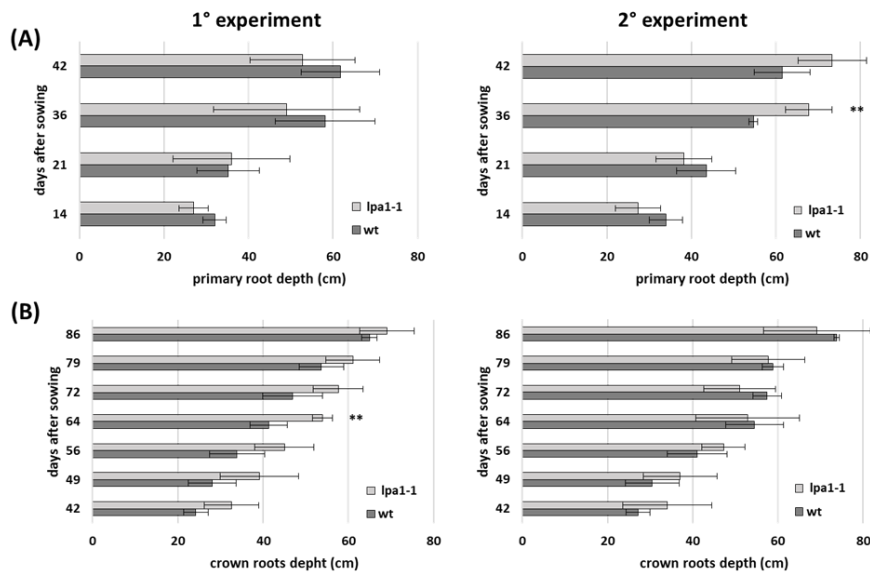 1° experiment
2° experiment
(A)
days after sowing
42
36
21
14
lpa1-1
wt
0
20
40
60
80
primary root depth (cm)
days after sowing
42
36
**
21
14
lpa1-1
wt
0
20
40
60
80
primary root depth (cm)
(B)
days after sowing
86
79
72
64
**
56
49
42
lpa1-1
wt
0
20
40
60
80
crown roots depht (cm)
days after sowing
86
79
72
64
56
49
42
lpa1-1
wt
0
20
40
60
80
crown roots depth (cm)